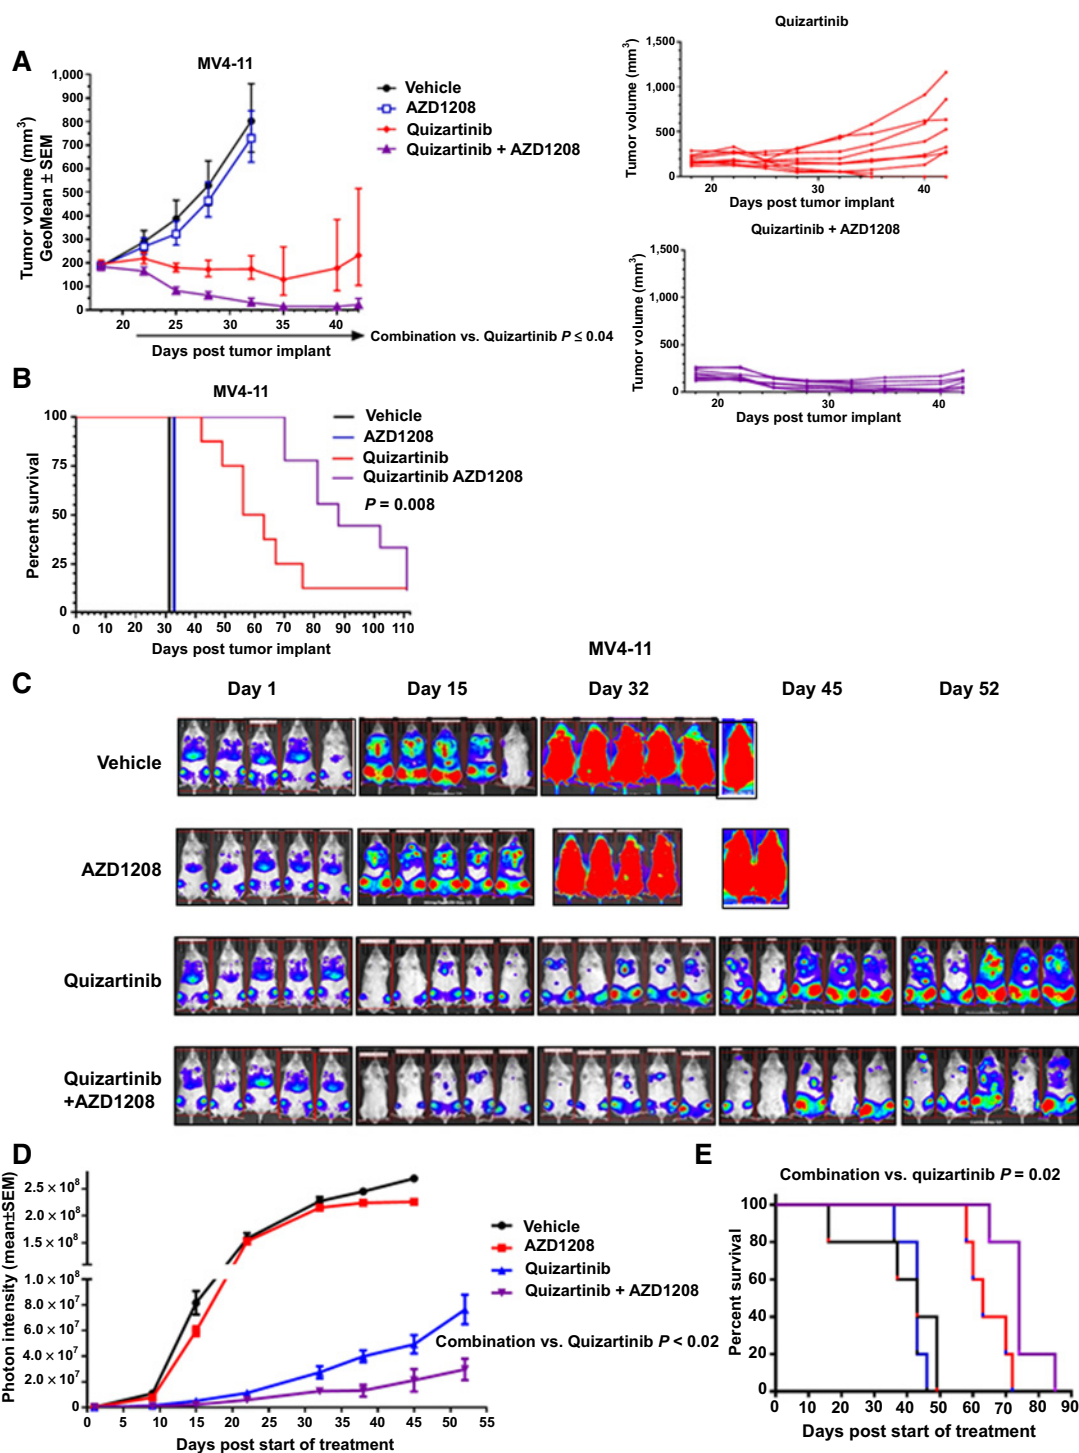 A
MV4-11
Tumor volume (mm³)
GeoMean ± SEM
1,000
900
800
700
600
500
400
300
200
100
0
20
25
30
35
40
Days post tumor implant
Vehicle
AZD1208
Quizartinib
Quizartinib + AZD1208
Combination vs. Quizartinib P ≤ 0.04
Quizartinib
Tumor volume (mm³)
1,500
1,000
500
0
20
30
40
Days post tumor implant
Quizartinib + AZD1208
Tumor volume (mm³)
1,500
1,000
500
0
20
30
40
Days post tumor implant
B
MV4-11
Percent survival
100
75
50
25
0
0 10 20 30 40 50 60 70 80 90 100 110
Days post tumor implant
Vehicle
AZD1208
Quizartinib
Quizartinib AZD1208
P = 0.008
MV4-11
C
Day 1
Day 15
Day 32
Day 45
Day 52
Vehicle
AZD1208
Quizartinib
Quizartinib
+AZD1208
D
Photon intensity (mean±SEM)
2.5 × 10⁸
2.0 × 10⁸
1.5 × 10⁸
1.0 × 10⁸
8.0 × 10⁷
6.0 × 10⁷
4.0 × 10⁷
2.0 × 10⁷
0
0 5 10 15 20 25 30 35 40 45 50 55
Days post start of treatment
Vehicle
AZD1208
Quizartinib
Quizartinib + AZD1208
Combination vs. Quizartinib P < 0.02
E
Combination vs. quizartinib P = 0.02
Percent survival
100
80
60
40
20
0
0 10 20 30 40 50 60 70 80 90
Days post start of treatment